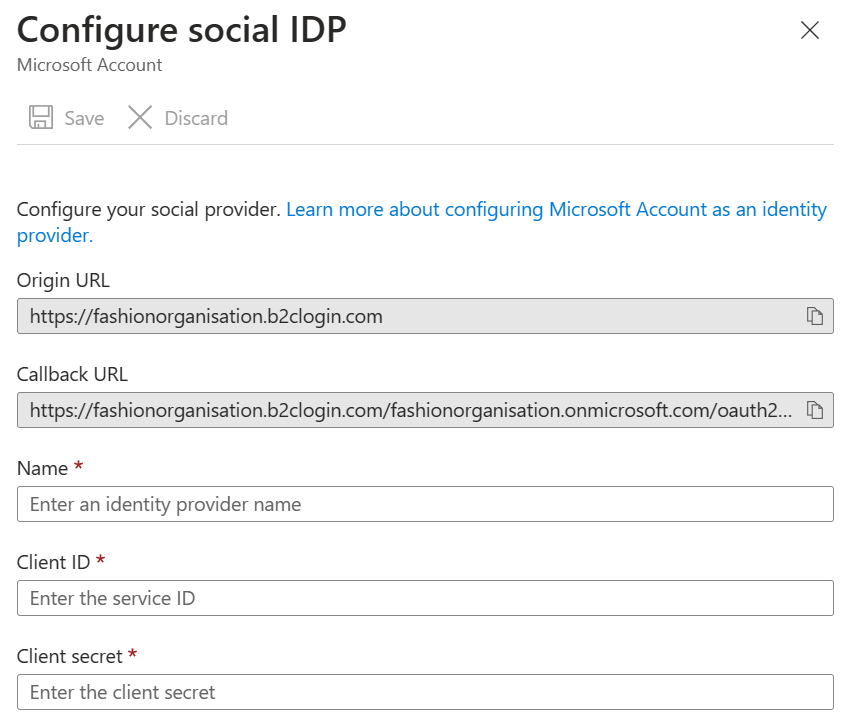 Configure social IDP
Microsoft Account
Save Discard
Configure your social provider. Learn more about configuring Microsoft Account as an identity
provider.
Origin URL
https://fashionorganisation.b2clogin.com
Callback URL
https://fashionorganisation.b2clogin.com/fashionorganisation.onmicrosoft.com/oauth2...
Name *
Enter an identity provider name
Client ID *
Enter the service ID
Client secret *
Enter the client secret